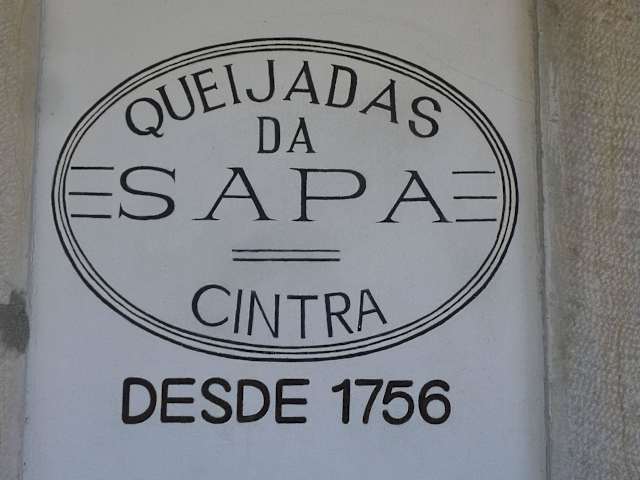 QUEIJADAS
DA
SAPA
CINTRA
DESDE 1756